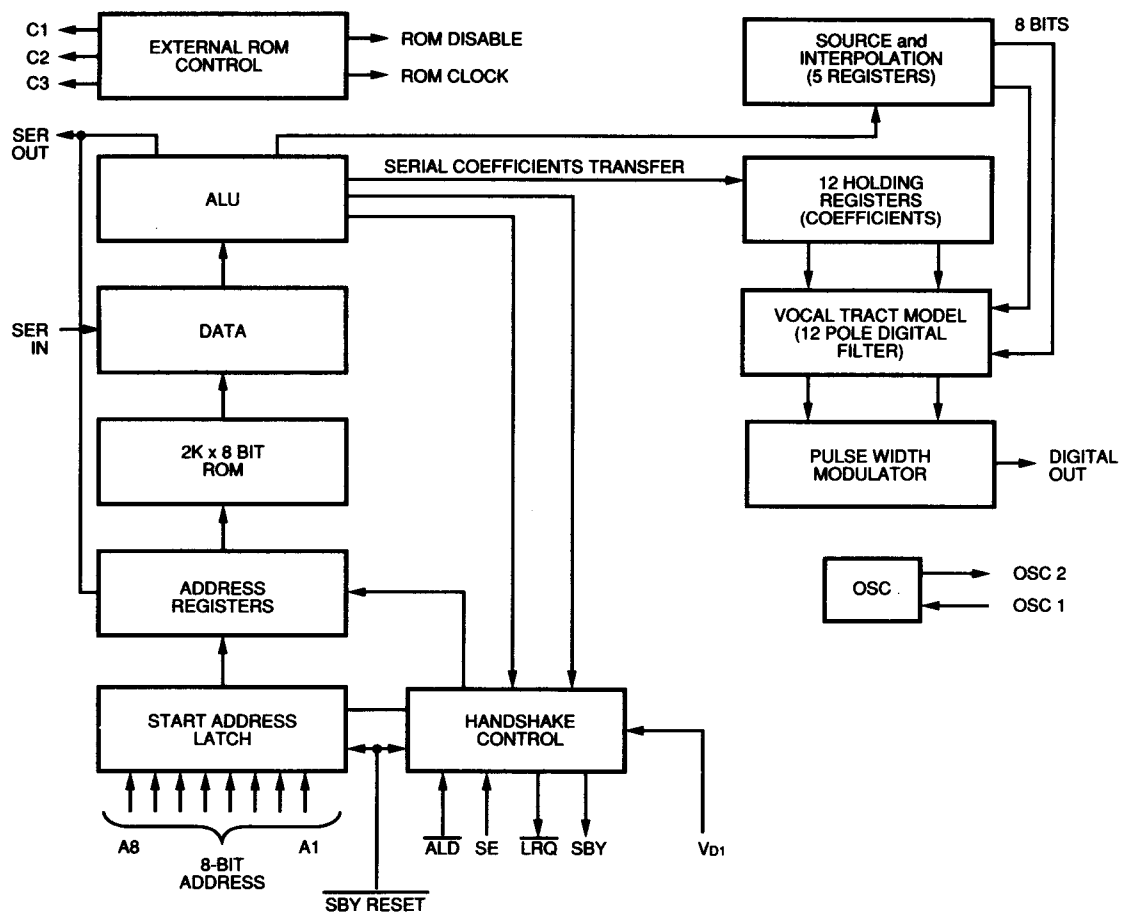 C1
C2
C3
EXTERNAL ROM
CONTROL
ROM DISABLE
ROM CLOCK
SOURCE and
INTERPOLATION
(5 REGISTERS)
8 BITS
SER
OUT
ALU
SERIAL COEFFICIENTS TRANSFER
12 HOLDING
REGISTERS
(COEFFICIENTS)
SER
IN
DATA
VOCAL TRACT MODEL
(12 POLE DIGITAL
FILTER)
2K x 8 BIT
ROM
PULSE WIDTH
MODULATOR
DIGITAL
OUT
ADDRESS
REGISTERS
OSC
OSC 2
OSC 1
START ADDRESS
LATCH
HANDSHAKE
CONTROL
A8
A1
8-BIT
ADDRESS
ALD
SE
LRQ
SBY
VD1
SBY RESET